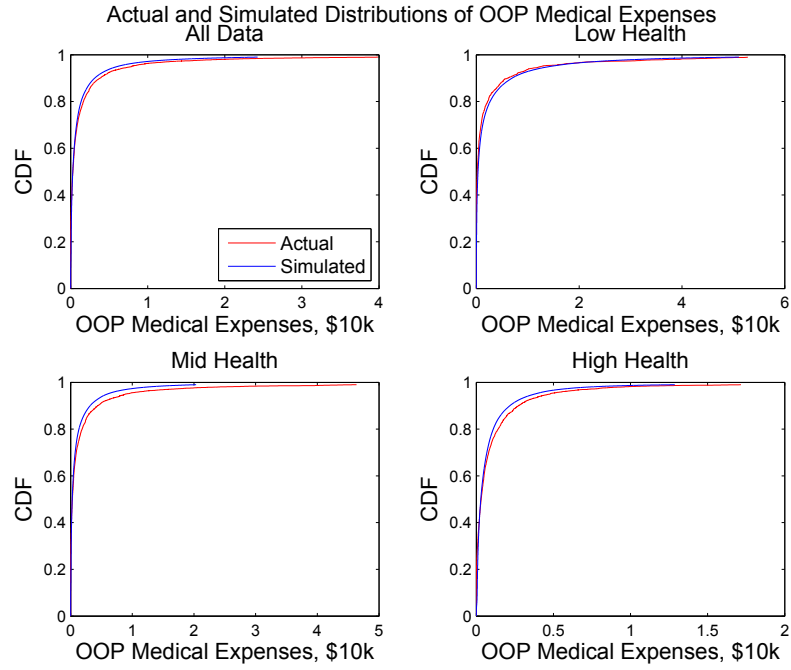 Actual and Simulated Distributions of OOP Medical Expenses
All Data
CDF
1
0.8
0.6
0.4
0.2
0
Actual
Simulated
0 1 2 3 4
OOP Medical Expenses, $10k
Low Health
CDF
1
0.8
0.6
0.4
0.2
0
0 2 4 6
OOP Medical Expenses, $10k
Mid Health
CDF
1
0.8
0.6
0.4
0.2
0
0 1 2 3 4 5
OOP Medical Expenses, $10k
High Health
CDF
1
0.8
0.6
0.4
0.2
0
0 0.5 1 1.5 2
OOP Medical Expenses, $10k